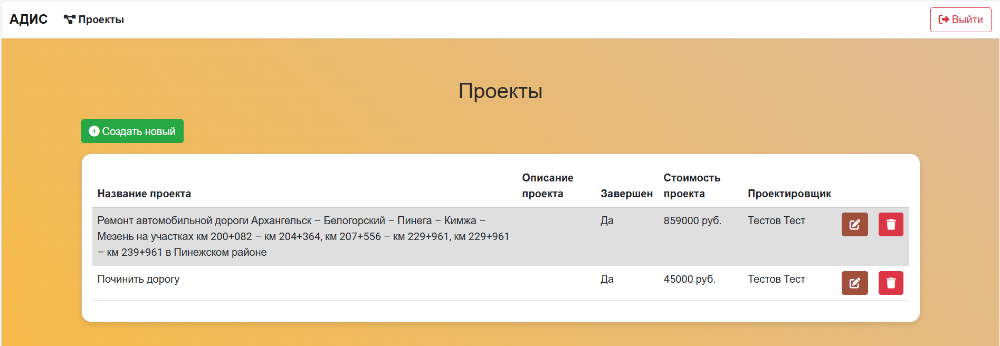 АДИС Проекты Выйти
Проекты
Создать новый
Название проекта Описание проекта Завершен Стоимость проекта Проектировщик
Ремонт автомобильной дороги Архангельск – Белогорский – Пинега – Кимжа – Да 859000 руб. Тестов Тест
Мезень на участках км 200+082 – км 204+364, км 207+556 – км 229+961, км 229+961
– км 239+961 в Пинежском районе
Починить дорогу Да 45000 руб. Тестов Тест